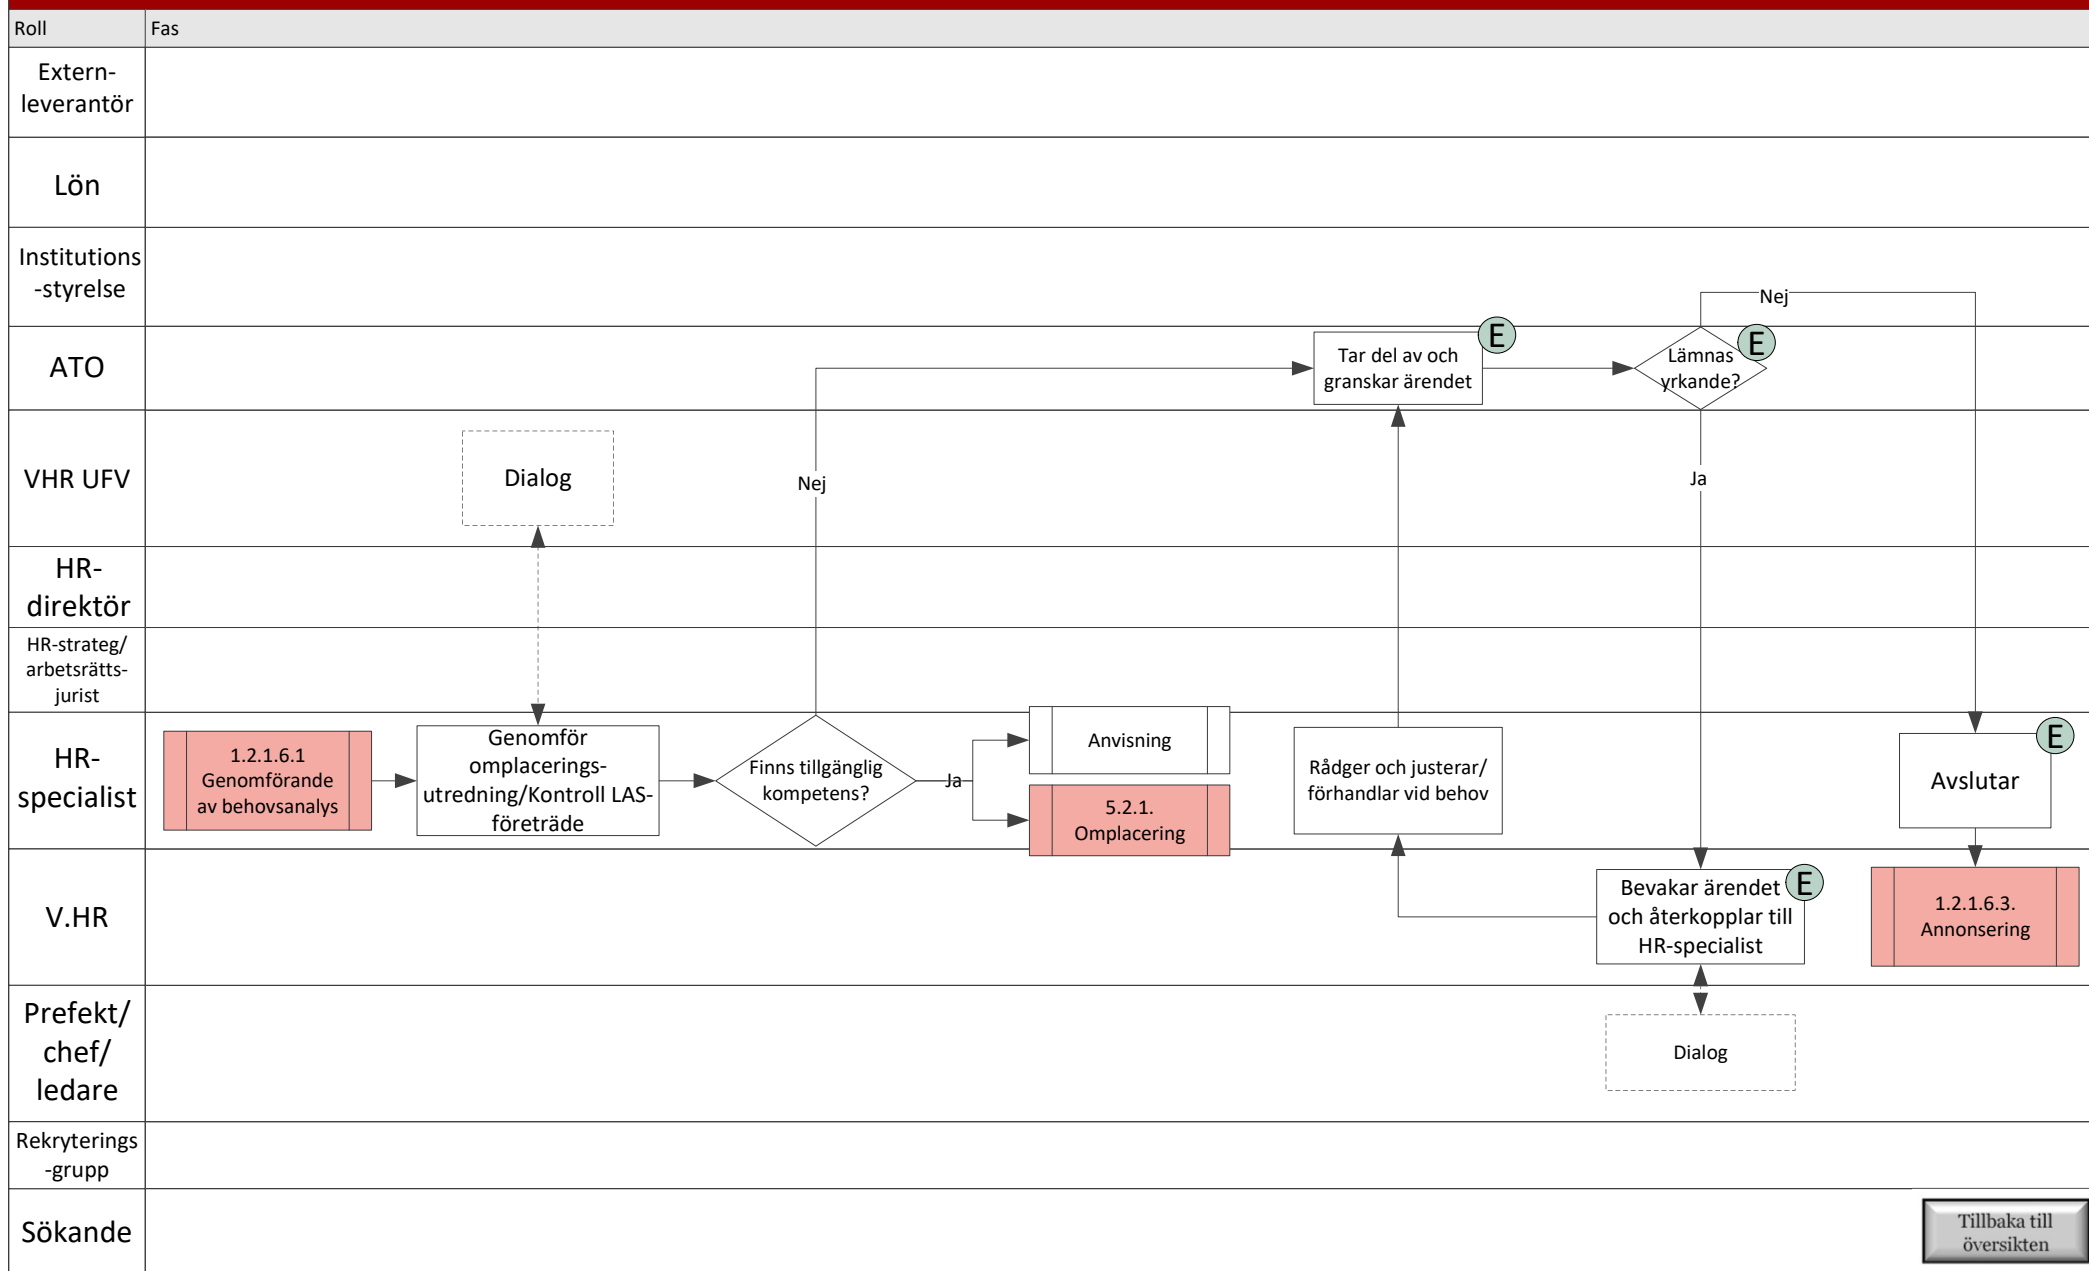 Roll
Fas
Extern-
leverantör
Lön
Institutions
-styrelse
Nej
ATO
Tar del av och
granskar ärendet
E
Lämnas
yrkande?
E
VHR UFV
Dialog
Nej
Ja
HR-
direktör
HR-strateg/
arbetsrätts-
jurist
HR-
specialist
1.2.1.6.1
Genomförande
av behovsanalys
Genomför
omplacerings-
utredning/Kontroll LAS-
företräde
Finns tillgänglig
kompetens?
Ja
Anvisning
5.2.1.
Omplacering
Rådger och justerar/
förhandlar vid behov
Avslutar
E
V.HR
Bevakar ärendet
och återkopplar till
HR-specialist
E
1.2.1.6.3.
Annonsering
Prefekt/
chef/
ledare
Dialog
Rekryterings
-grupp
Sökande
Tillbaka till
översikten